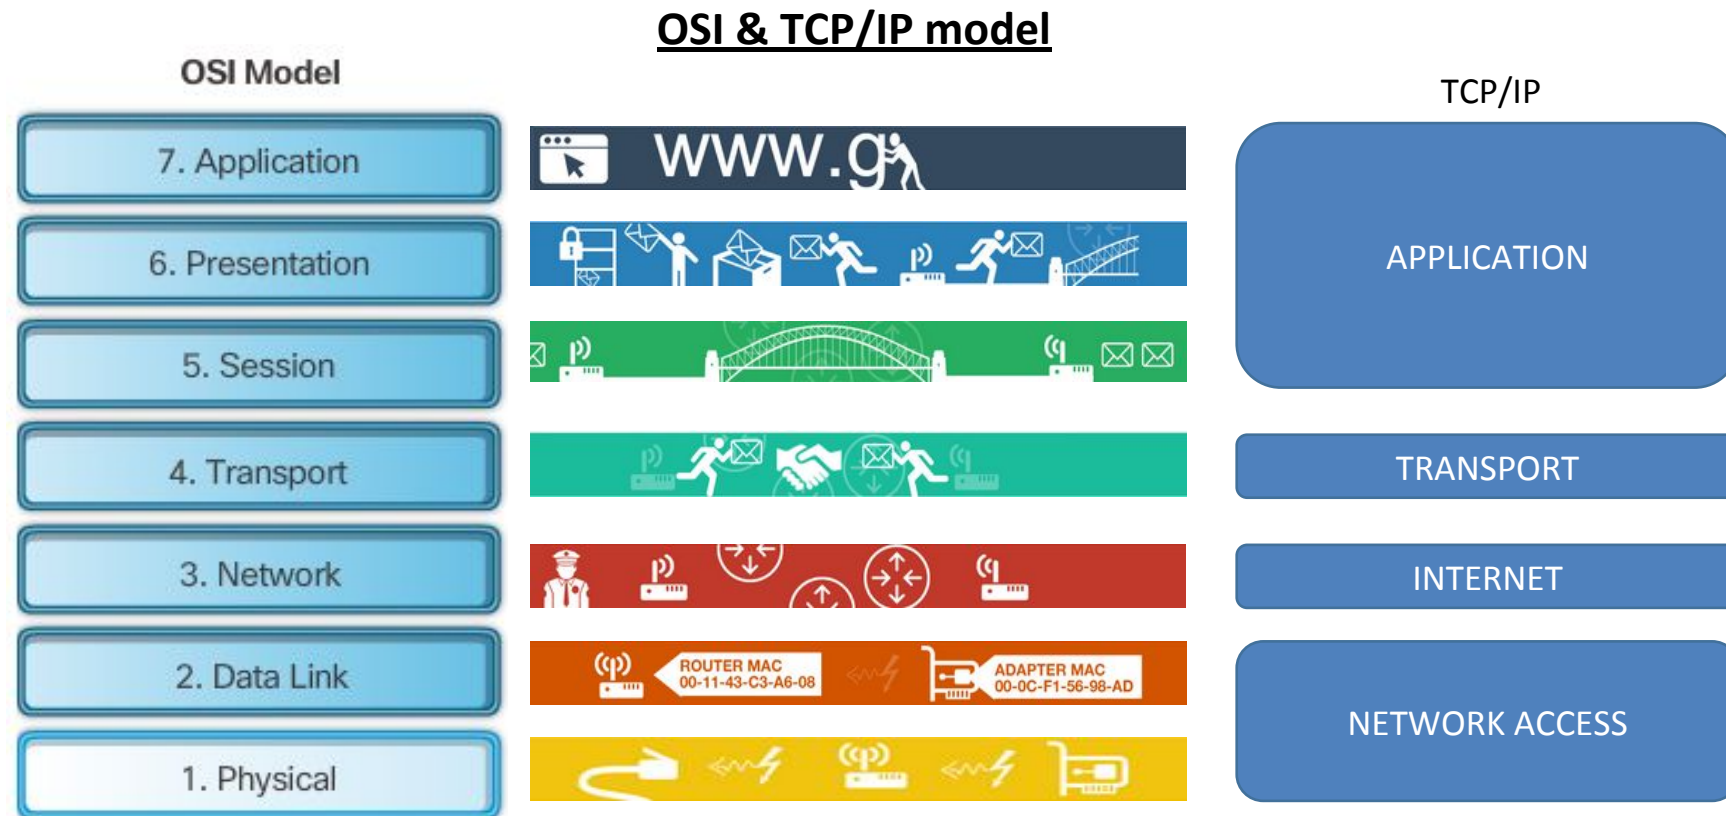 OSI & TCP/IP model
OSI Model
TCP/IP
7. Application
www.g
6. Presentation
APPLICATION
5. Session
4. Transport
TRANSPORT
3. Network
INTERNET
2. Data Link
ROUTER MAC
00-11-43-C3-A6-08
ADAPTER MAC
00-0C-F1-56-98-AD
NETWORK ACCESS
1. Physical